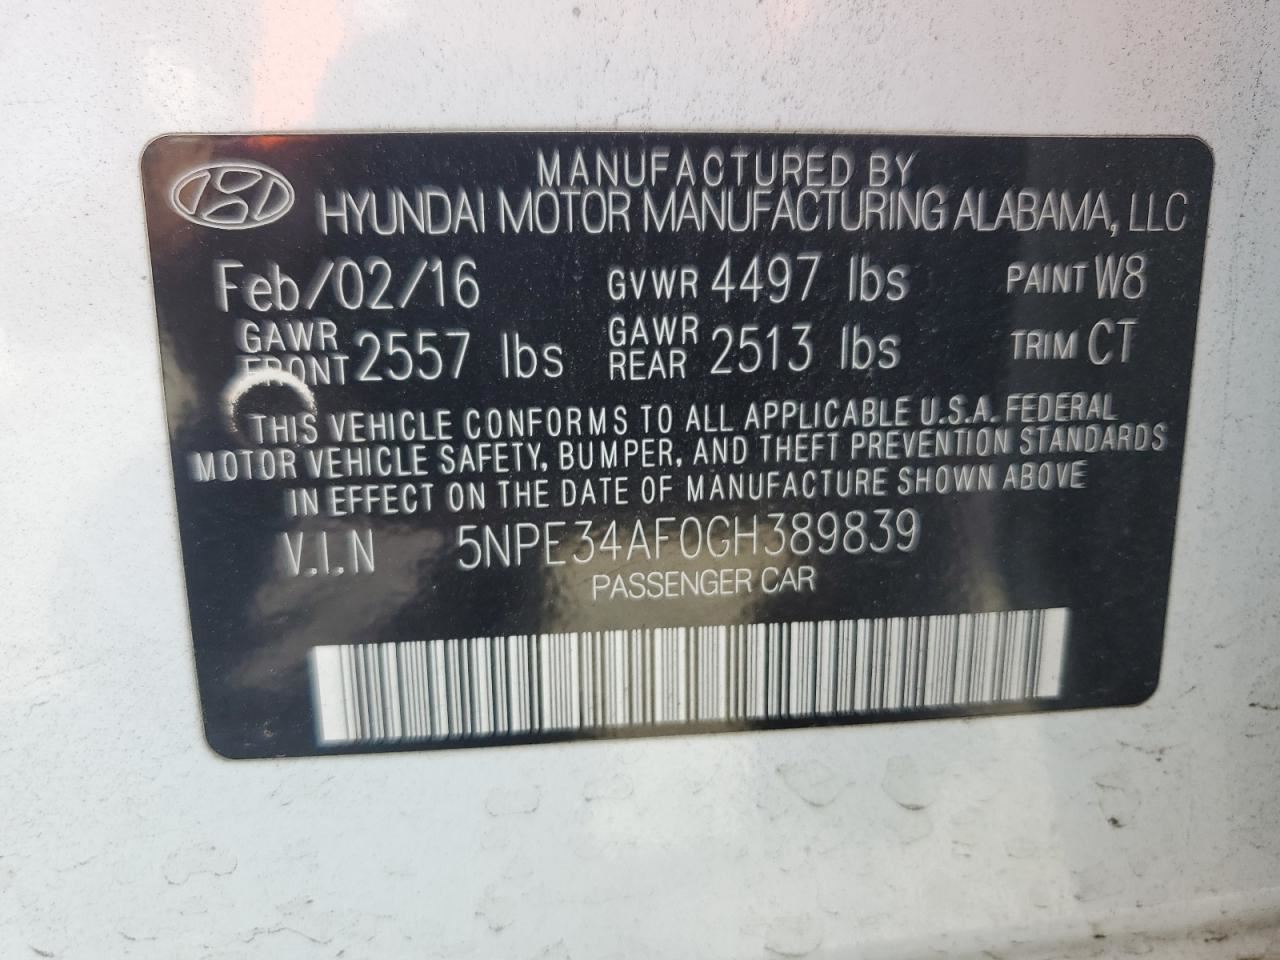 MANUFACTURED BY
HYUNDAI MOTOR MANUFACTURING ALABAMA, LLC
Feb/02/16 GVWR 4497 lbs PAINT W8
GAWR FRONT 2557 lbs GAWR REAR 2513 lbs TRIM CT
THIS VEHICLE CONFORMS TO ALL APPLICABLE U.S.A. FEDERAL
MOTOR VEHICLE SAFETY, BUMPER, AND THEFT PREVENTION STANDARDS
IN EFFECT ON THE DATE OF MANUFACTURE SHOWN ABOVE
V.I.N 5NPE34AF0GH389839
PASSENGER CAR